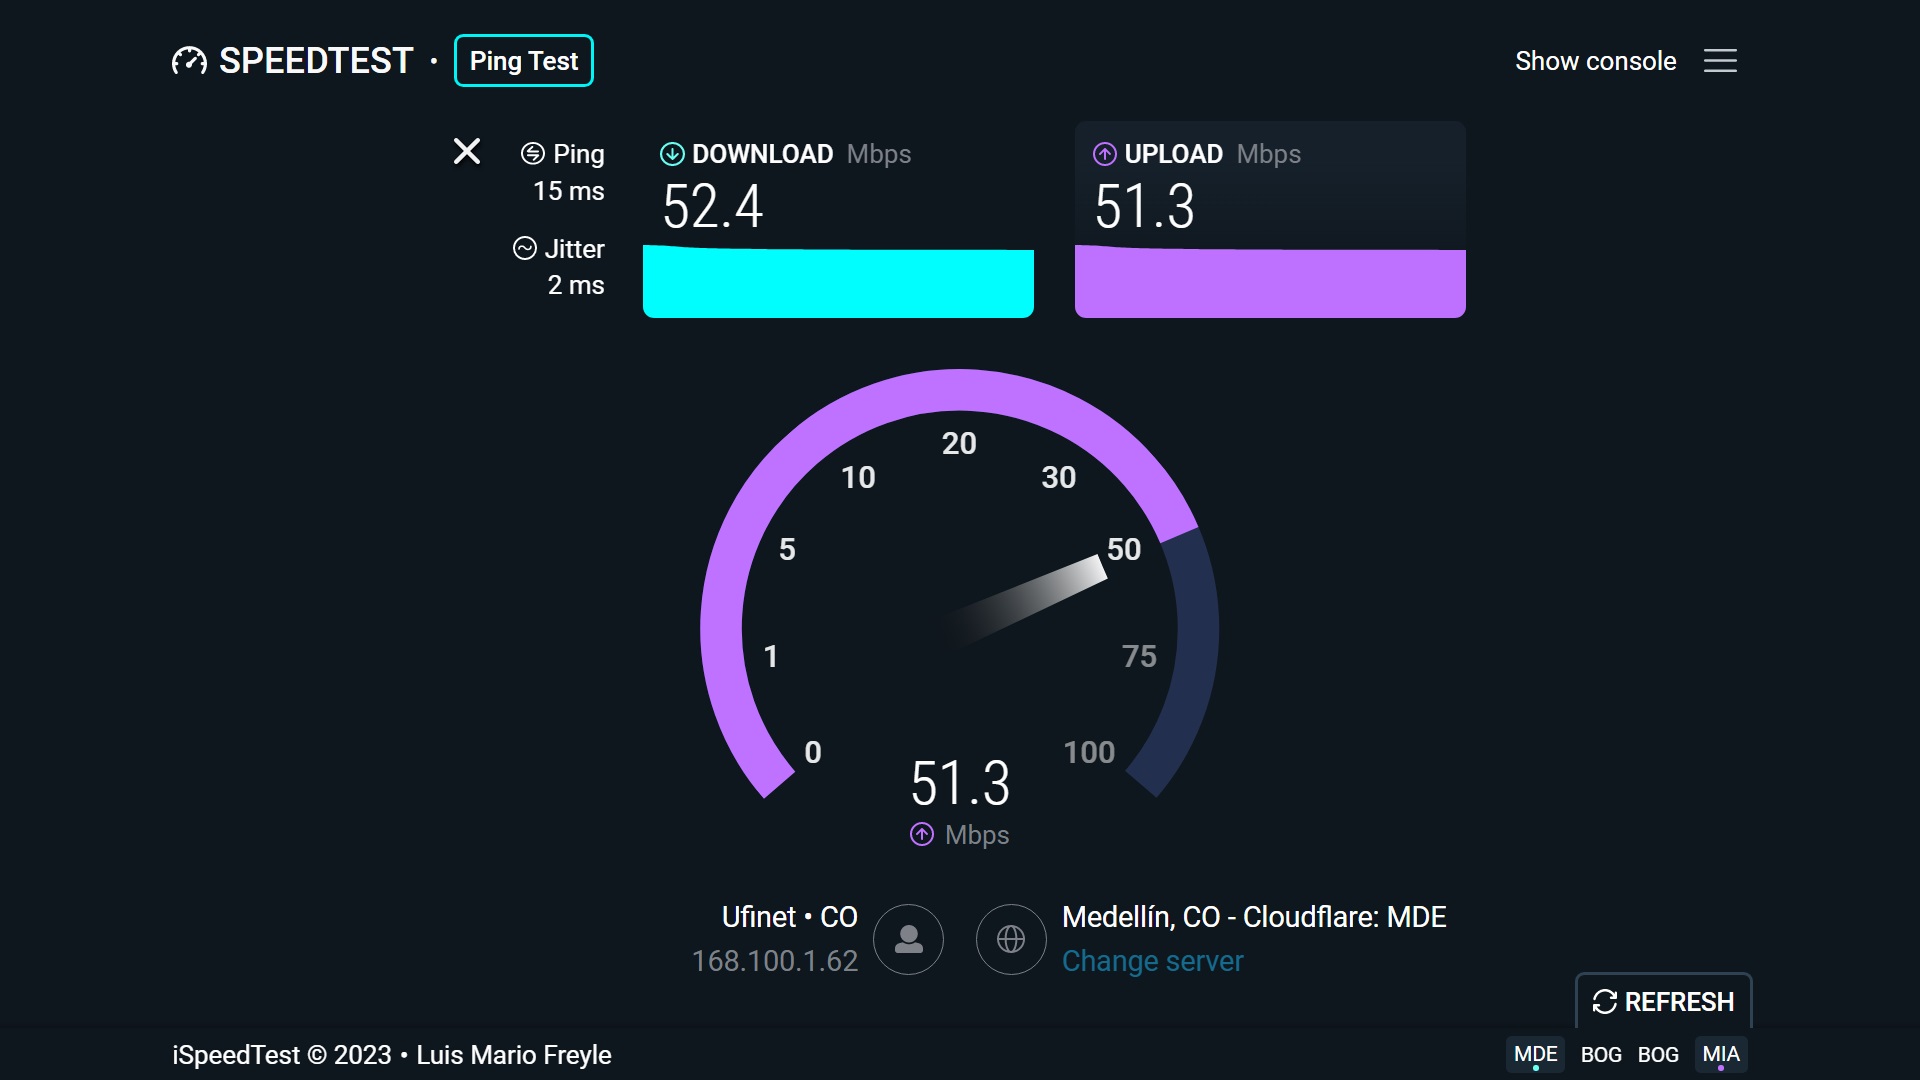 SPEEDTEST · Ping Test
Show console
Ping
15 ms
Jitter
2 ms
DOWNLOAD Mbps
52.4
UPLOAD Mbps
51.3
0
1
5
10
20
30
50
75
100
51.3
Mbps
Ufinet • CO
168.100.1.62
Medellín, CO - Cloudflare: MDE
Change server
REFRESH
iSpeedTest © 2023 • Luis Mario Freyle
MDE BOG BOG MIA